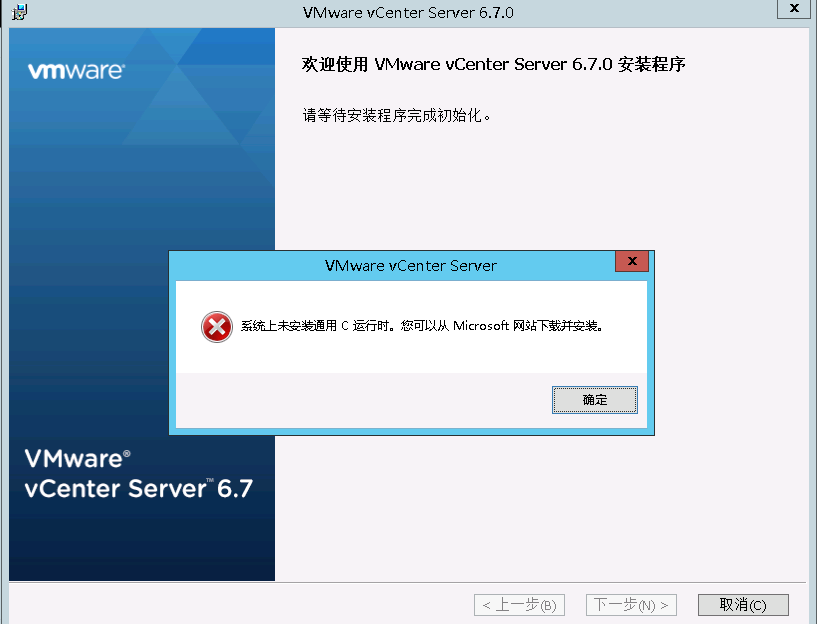 VMware vCenter Server 6.7.0
x
vmware®
欢迎使用 VMware vCenter Server 6.7.0 安装程序
请等待安装程序完成初始化。
VMware vCenter Server
x
系统上未安装通用 C 运行时。您可以从 Microsoft 网站下载并安装。
确定
VMware®
vCenter Server™ 6.7
< 上一步(B)
下一步(N) >
取消(C)